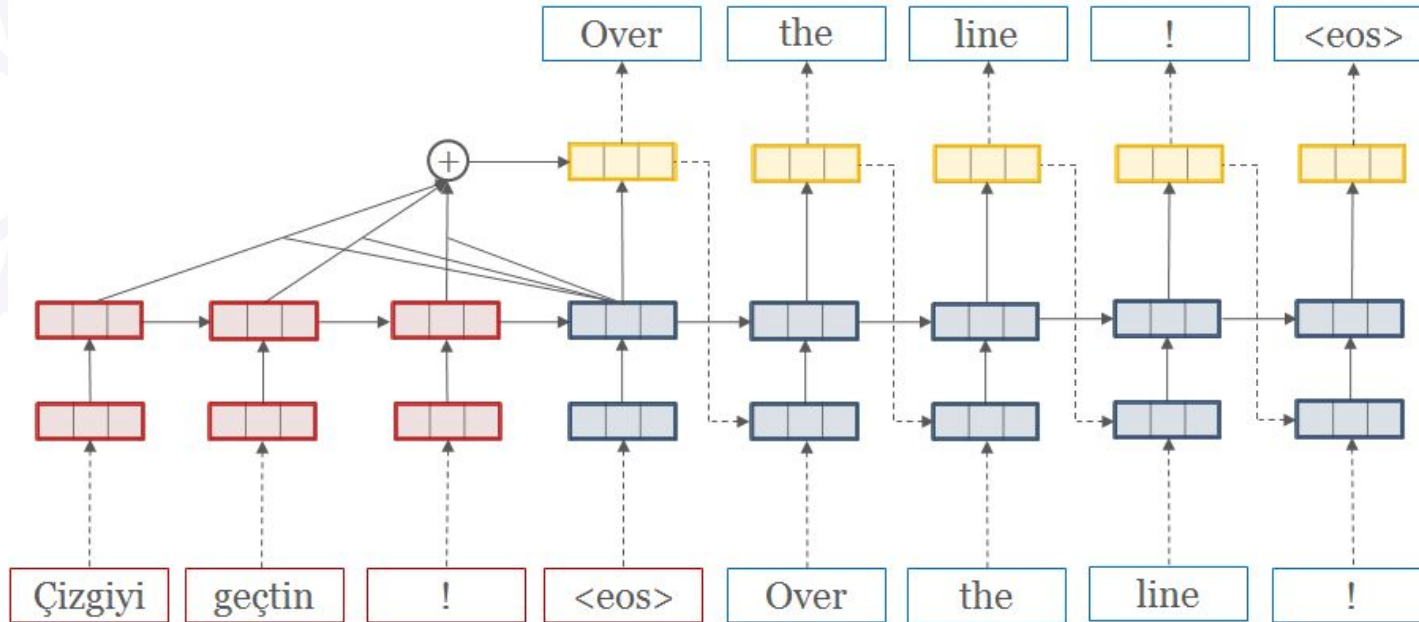 Over the line ! <eos>
+
Çizgiyi geçtin ! <eos> Over the line !